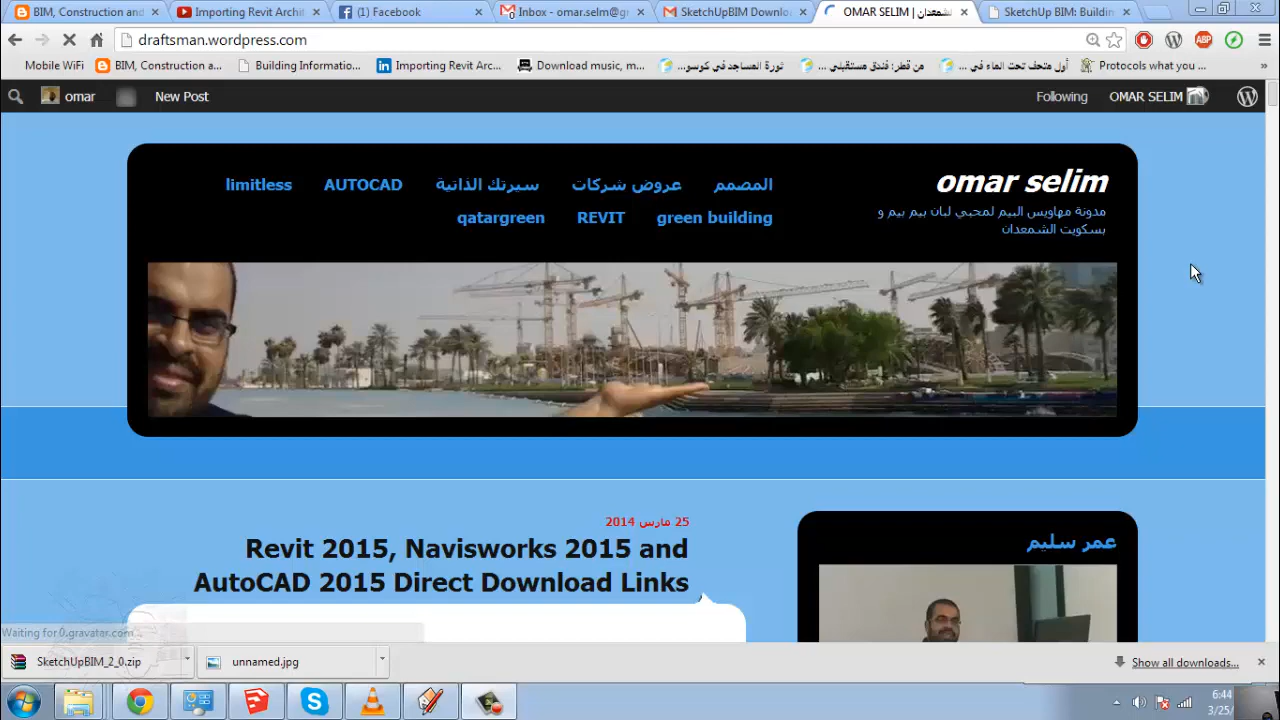 BIM, Construction and
Importing Revit Archit
(1) Facebook
Inbox - omar.selm@g
SketchUpBIM Downlo
OMAR SELIM | الشمعدان
SketchUp BIM: Buildin
draftsman.wordpress.com
Mobile WiFi
BIM, Construction a...
Building Informatio...
Importing Revit Arc...
Download music, m...
ثورة المساجد في كوسو...
من قطر: فندق مستقبلي ...
أول متحف تحت الماء في ...
Protocols what you ...
»
omar
New Post
Following
OMAR SELIM
limitless
AUTOCAD
سيرتك الذاتية
عروض شركات
المصمم
omar selim
qatargreen
REVIT
green building
مدونة مهاويس البيم لمحبي لبان بيم بيم و
بسكويت الشمعدان
25 مارس 2014
Revit 2015, Navisworks 2015 and
AutoCAD 2015 Direct Download Links
عمر سليم
Waiting for 0.gravatar.com...
SketchUpBIM_2_0.zip
unnamed.jpg
Show all downloads...
6:44
3/25/